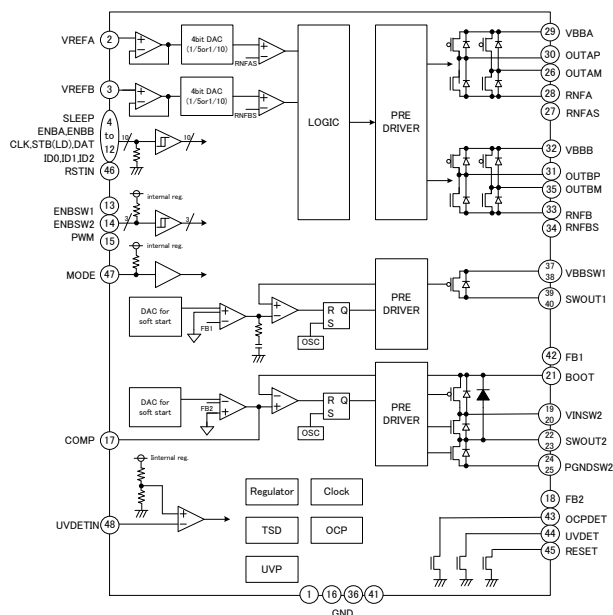 VREFA
2
4bit DAC
(1/5or1/10)
RNFAS
VREFB
3
4bit DAC
(1/5or1/10)
RNFBS
SLEEP
ENBA,ENBB
CLK,STB(LD),DAT
ID0,ID1,ID2
RSTIN
4
to
12
46
10
10
LOGIC
PRE
DRIVER
29
VBBA
30
OUTAP
26
OUTAM
28
RNFA
27
RNFAS
32
VBBB
31
OUTBP
35
OUTBM
33
RNFB
34
RNFBS
internal reg.
13
ENBSW1
14
ENBSW2
PWM
15
3
3
internal reg.
MODE
47
DAC for
soft start
FB1
R Q
S
OSC
PRE
DRIVER
37
38
VBBSW1
39
40
SWOUT1
42
FB1
DAC for
soft start
FB2
R Q
S
OSC
PRE
DRIVER
21
BOOT
19
20
VINSW2
22
23
SWOUT2
24
25
PGNDSW2
COMP
17
Iinternal reg.
UVDETIN
48
Regulator
Clock
TSD
OCP
UVP
18
FB2
43
OCPDET
44
UVDET
45
RESET
1
16
36
41
GND